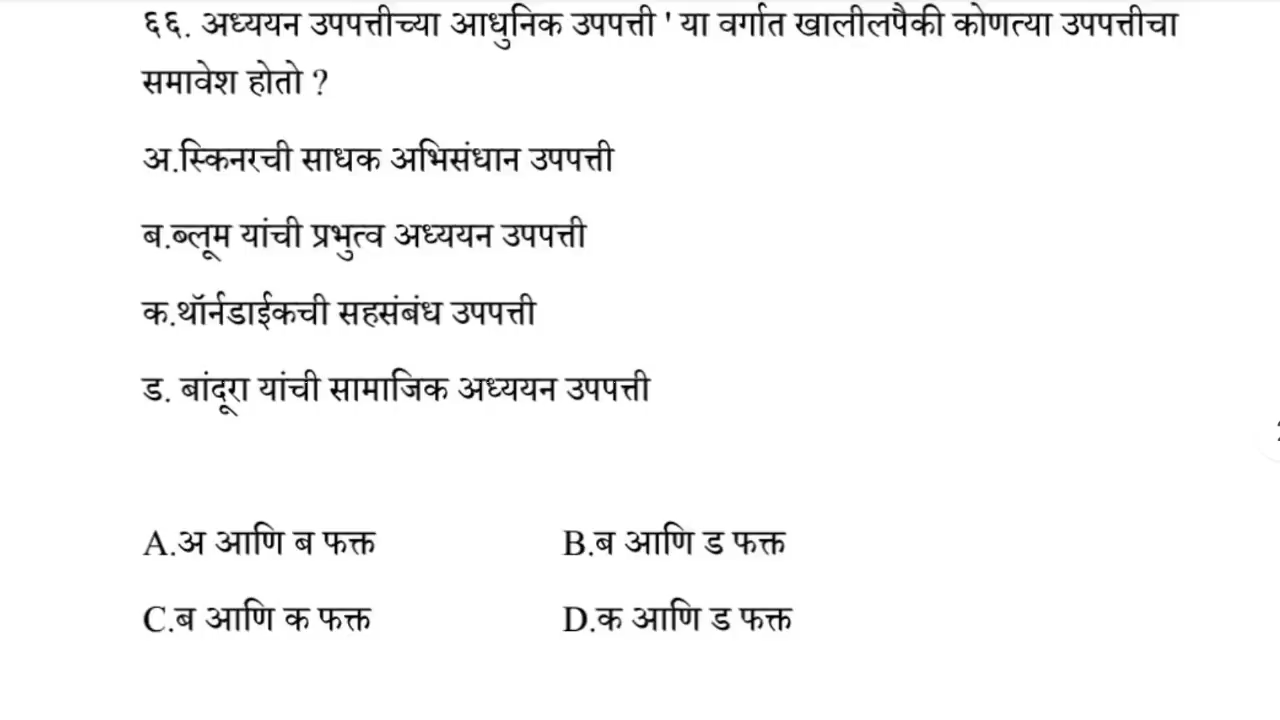 ६६. अध्ययन उपपत्तीच्या आधुनिक उपपत्ती ' या वर्गात खालीलपैकी कोणत्या उपपत्तीचा
समावेश होतो ?
अ.स्किनरची साधक अभिसंधान उपपत्ती
ब.ब्लूम यांची प्रभुत्व अध्ययन उपपत्ती
क.थॉर्नडाईकची सहसंबंध उपपत्ती
ड. बांदूरा यांची सामाजिक अध्ययन उपपत्ती
A.अ आणि ब फक्त B.ब आणि ड फक्त
C.ब आणि क फक्त D.क आणि ड फक्त